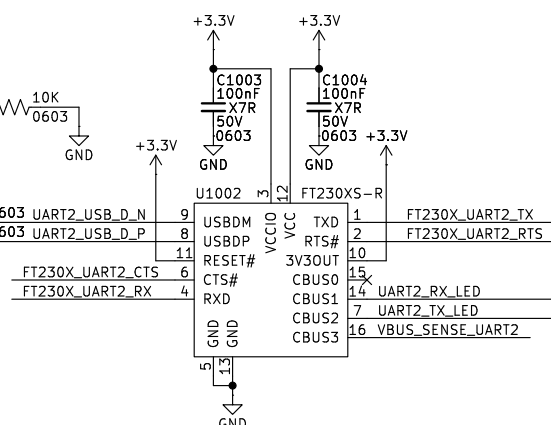 +3.3V
+3.3V
C1003
100nF
X7R
50V
0603
C1004
100nF
X7R
50V
0603
10K
0603
GND
+3.3V
GND
GND
+3.3V
U1002
3
12
FT230XS-R
603 UART2_USB_D_N 9 USBDM
603 UART2_USB_D_P 8 USBDP
11 RESET#
FT230X_UART2_CTS 6 CTS#
FT230X_UART2_RX 4 RXD
VCCIO
VCC
TXD 1 FT230X_UART2_TX
RTS# 2 FT230X_UART2_RTS
3V3OUT 10
CBUS0 15
CBUS1 14 UART2_RX_LED
CBUS2 7 UART2_TX_LED
CBUS3 16 VBUS_SENSE_UART2
GND
GND
5
13
GND